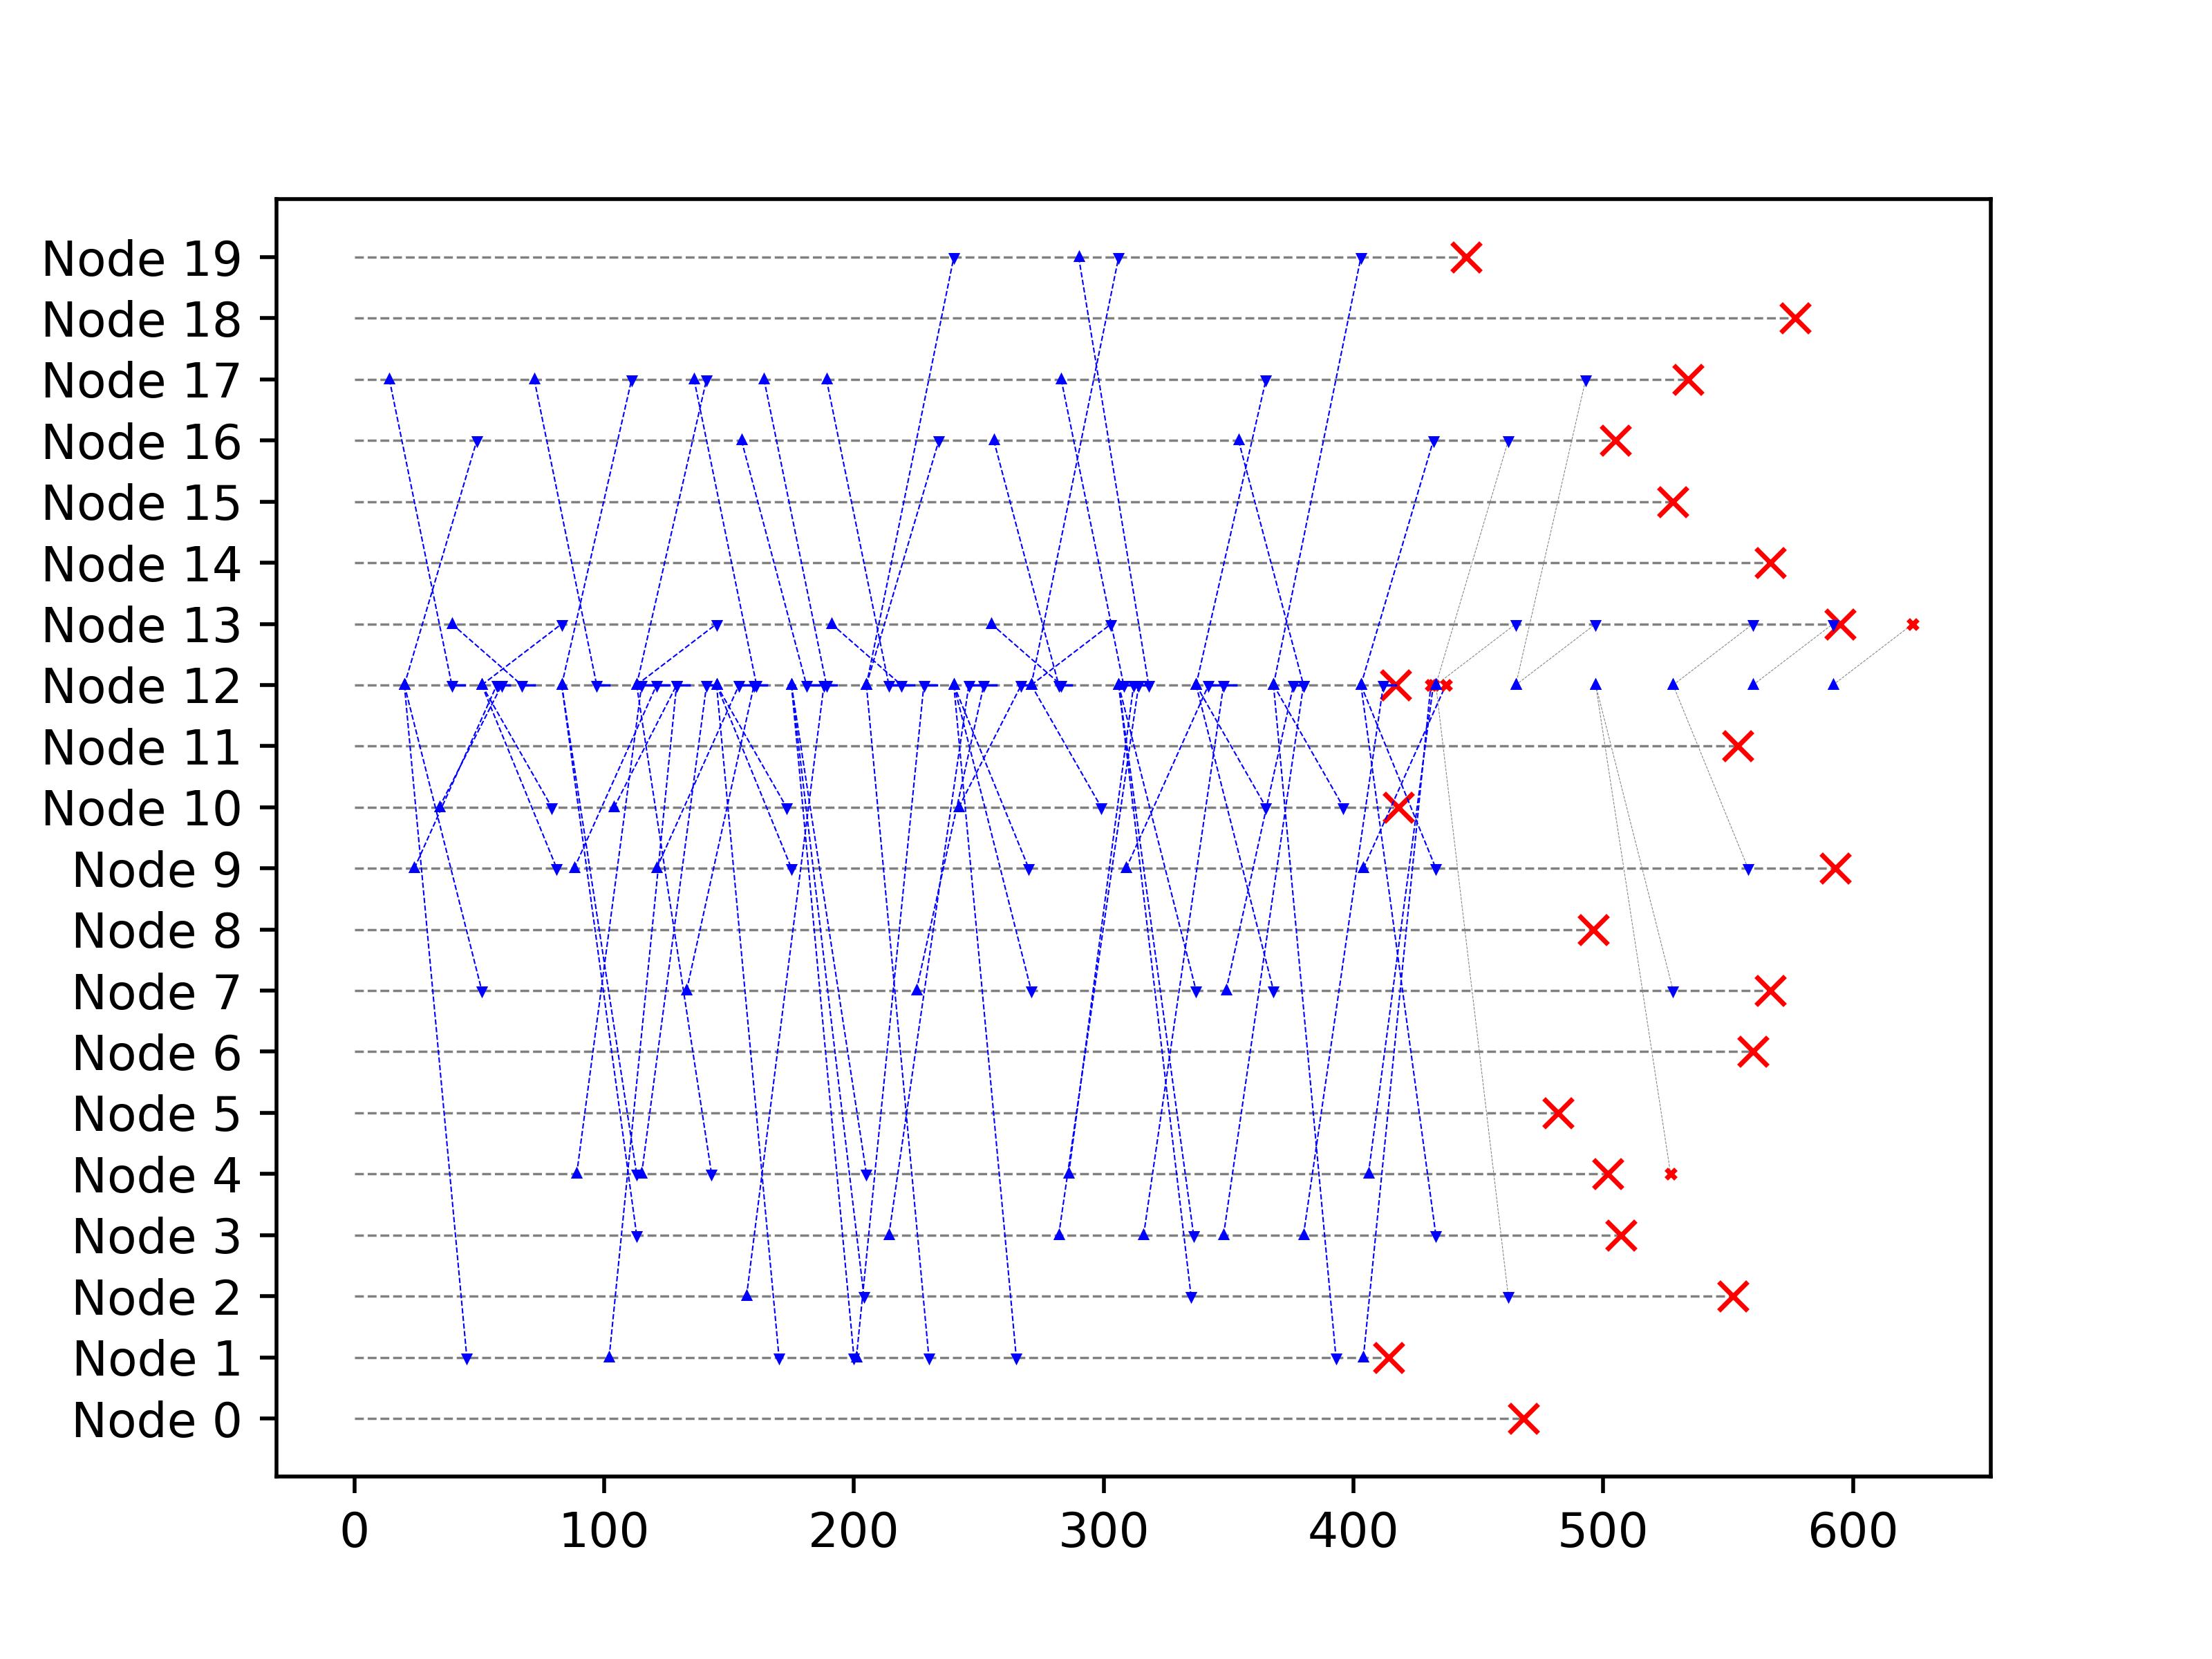 Node 19
Node 18
Node 17
Node 16
Node 15
Node 14
Node 13
Node 12
Node 11
Node 10
Node 9
Node 8
Node 7
Node 6
Node 5
Node 4
Node 3
Node 2
Node 1
Node 0
0 100 200 300 400 500 600